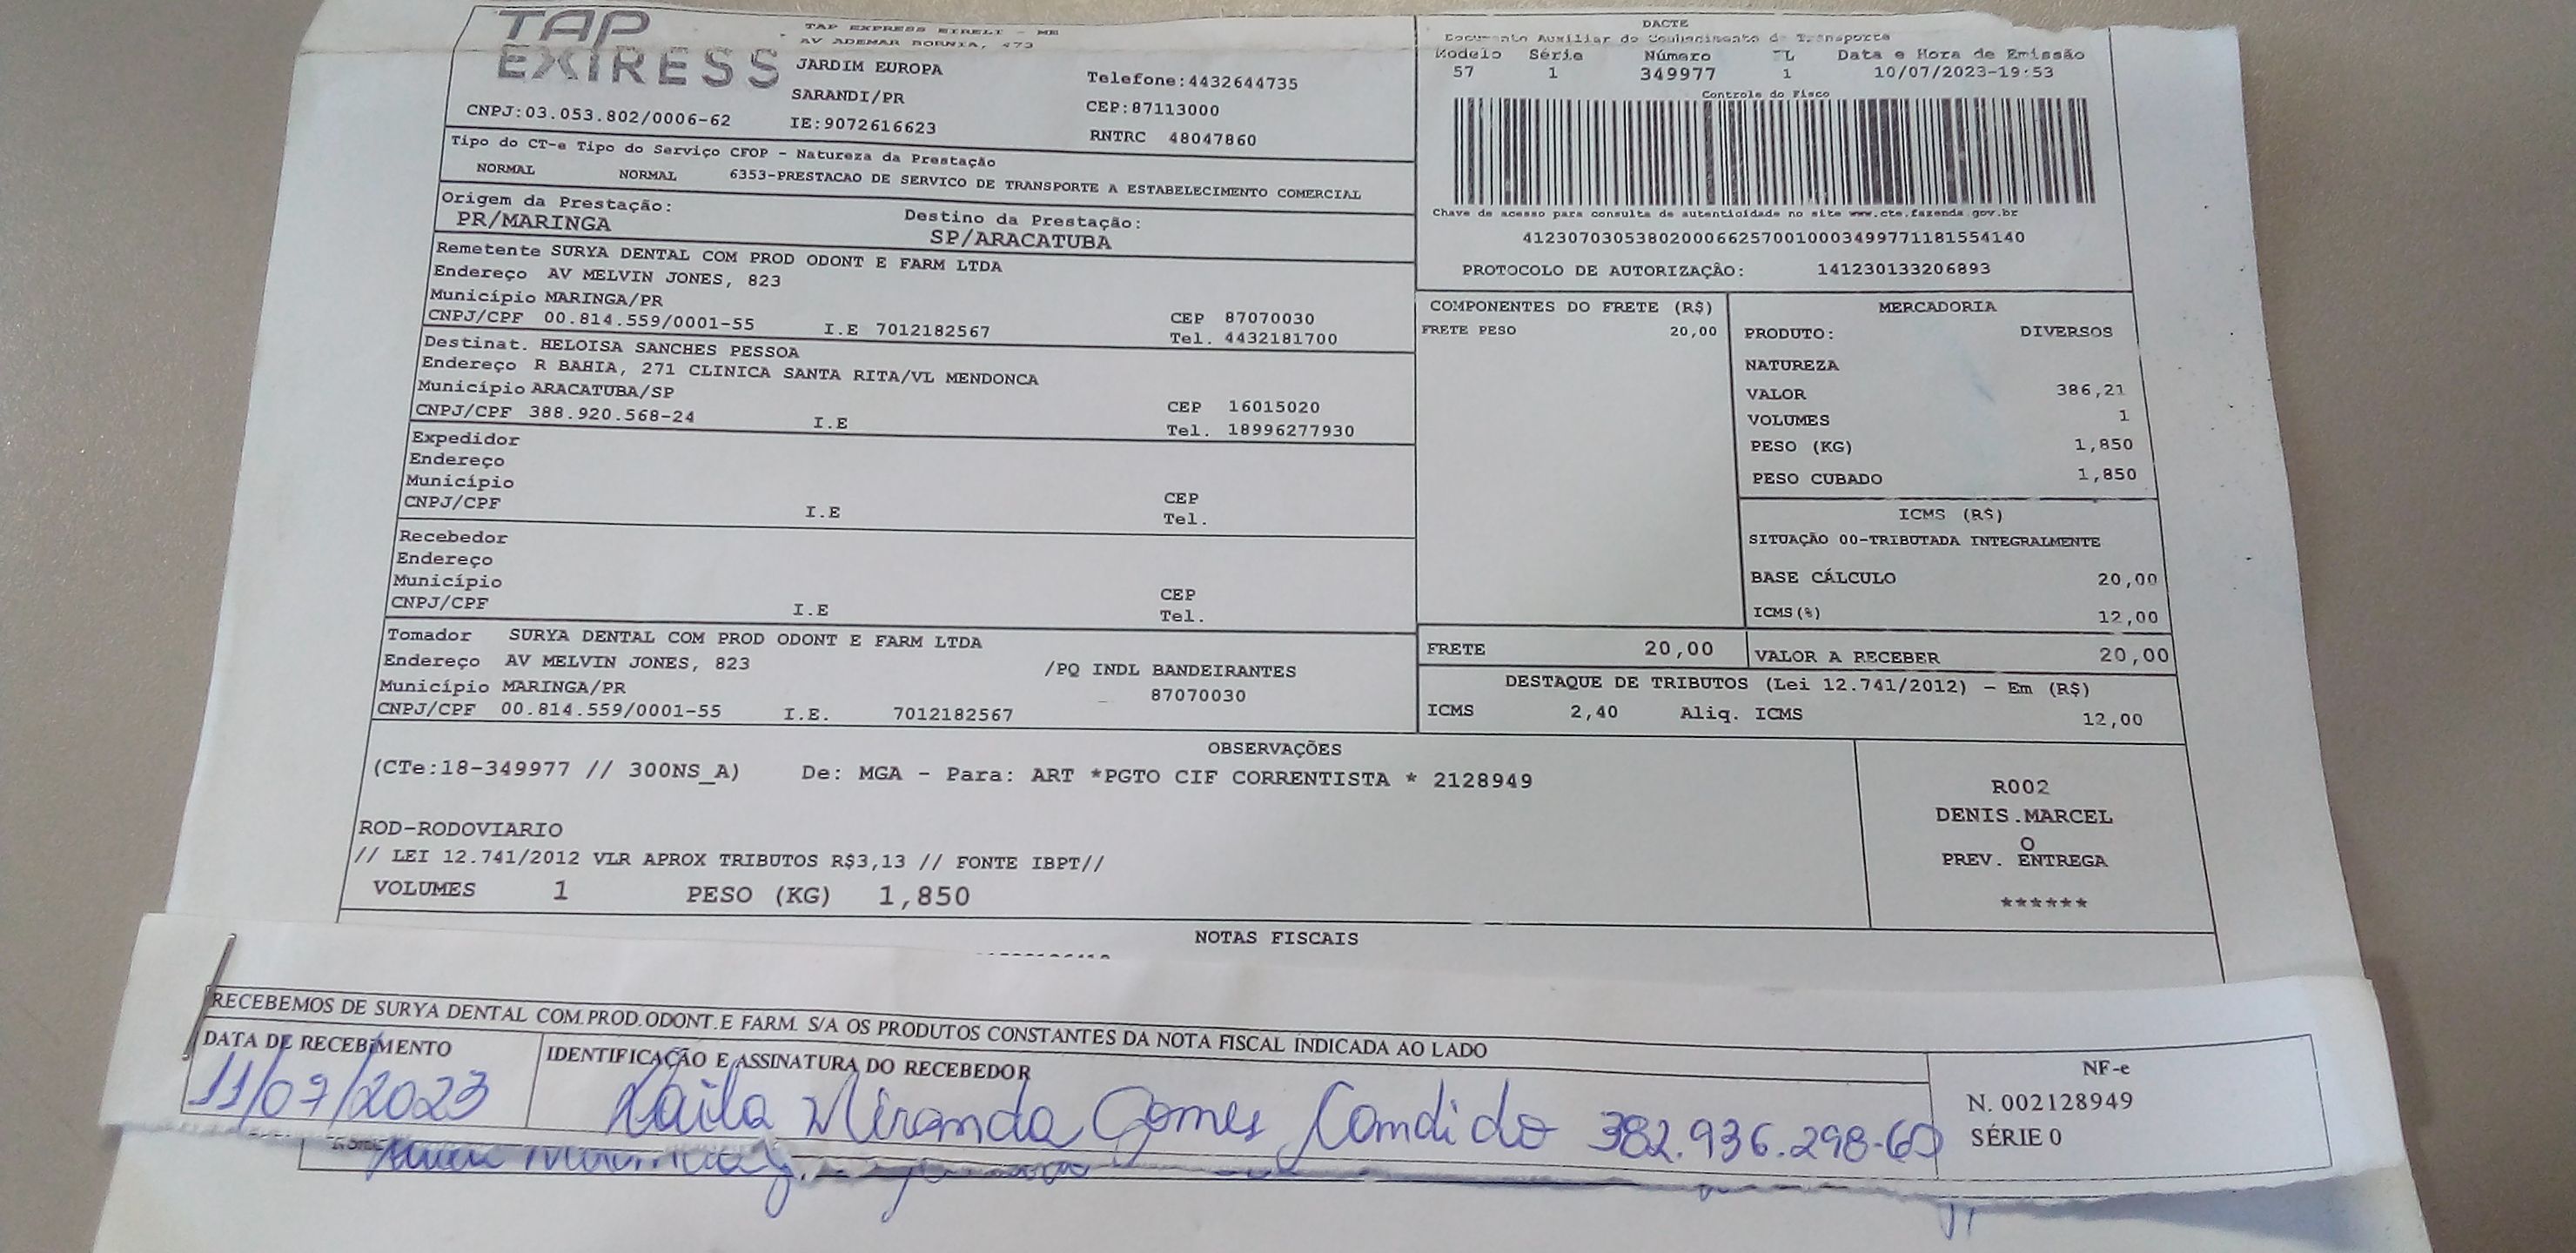 TAP
EXPRESS
TAP EXPRESS EIRELI - ME
AV ADEMAR BORNIA, 473
JARDIM EUROPA
Telefone:4432644735
SARANDI/PR
CEP:87113000
CNPJ:03.053.802/0006-62
IE:9072616623
RNTRC 48047860
Tipo do CT-e Tipo do Serviço CFOP - Natureza da Prestação
NORMAL NORMAL 6353-PRESTACAO DE SERVICO DE TRANSPORTE A ESTABELECIMENTO COMERCIAL
Origem da Prestação: Destino da Prestação:
PR/MARINGA SP/ARACATUBA
Remetente SURYA DENTAL COM PROD ODONT E FARM LTDA
Endereço AV MELVIN JONES, 823
Município MARINGA/PR CEP 87070030
CNPJ/CPF 00.814.559/0001-55 I.E 7012182567 Tel. 4432181700
Destinat. HELOISA SANCHES PESSOA
Endereço R BAHIA, 271 CLINICA SANTA RITA/VL MENDONCA
Município ARACATUBA/SP CEP 16015020
CNPJ/CPF 388.920.568-24 I.E Tel. 18996277930
Expedidor
Endereço
Município CEP
CNPJ/CPF I.E Tel.
Recebedor
Endereço
Município CEP
CNPJ/CPF I.E Tel.
Tomador SURYA DENTAL COM PROD ODONT E FARM LTDA
Endereço AV MELVIN JONES, 823 /PQ INDL BANDEIRANTES
Município MARINGA/PR 87070030
CNPJ/CPF 00.814.559/0001-55 I.E. 7012182567
DACTE
Documento Auxiliar do Conhecimento de Transporte
Modelo Série Número FL Data e Hora de Emissão
57 1 349977 1 10/07/2023-19:53
Controle do Fisco
Chave de acesso para consulta de autenticidade no site www.cte.fazenda.gov.br
41230703053802000662570010003499771181554140
PROTOCOLO DE AUTORIZAÇÂO: 141230133206893
COMPONENTES DO FRETE (R$)
FRETE PESO 20,00
MERCADORIA
PRODUTO: DIVERSOS
NATUREZA
VALOR 386,21
VOLUMES 1
PESO (KG) 1,850
PESO CUBADO 1,850
ICMS (R$)
SITUAÇÃO 00-TRIBUTADA INTEGRALMENTE
BASE CÁLCULO 20,00
ICMS(%) 12,00
FRETE 20,00 VALOR A RECEBER 20,00
DESTAQUE DE TRIBUTOS (Lei 12.741/2012) - Em (R$)
ICMS 2,40 Aliq. ICMS 12,00
OBSERVAÇÕES
(CTe:18-349977 // 300NS_A) De: MGA - Para: ART *PGTO CIF CORRENTISTA * 2128949
ROD-RODOVIARIO
// LEI 12.741/2012 VLR APROX TRIBUTOS R$3,13 // FONTE IBPT//
VOLUMES 1 PESO (KG) 1,850
R002
DENIS.MARCEL
O
PREV. ENTREGA
******
NOTAS FISCAIS
RECEBEMOS DE SURYA DENTAL COM.PROD.ODONT.E FARM. S/A OS PRODUTOS CONSTANTES DA NOTA FISCAL INDICADA AO LADO
DATA DE RECEBIMENTO
11/07/2023
IDENTIFICAÇÃO E ASSINATURA DO RECEBEDOR
Laila Miranda Gomes Candido 382.936.298-60
NF-e
N. 002128949
SÉRIE 0